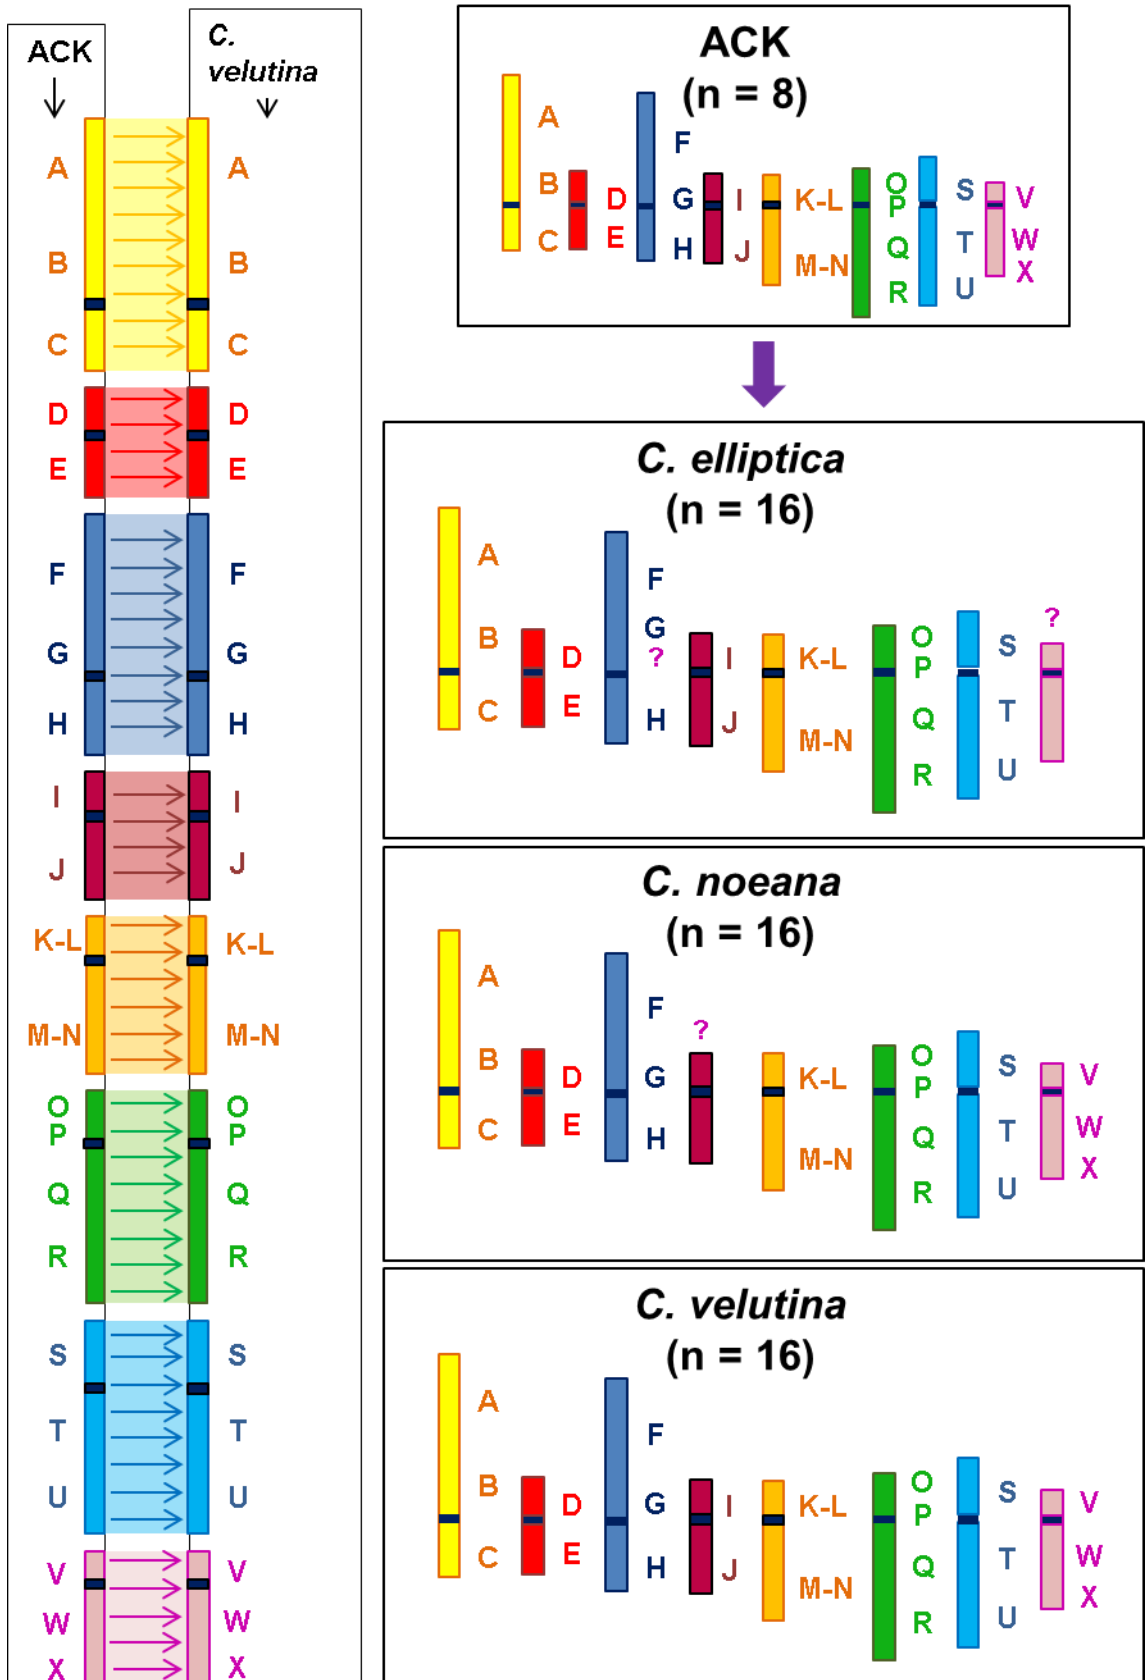 ACK
C.
velutina
A
A
B
B
C
C
D
D
E
E
F
F
G
G
H
H
I
I
J
J
K-L
K-L
M-N
M-N
O
O
P
P
Q
Q
R
R
S
S
T
T
U
U
V
V
W
W
X
X
ACK
(n = 8)
A
B
C
D
E
F
G
H
I
J
K-L
M-N
O
P
Q
R
S
T
U
V
W
X
C. elliptica
(n = 16)
A
B
C
D
E
F
G
?
H
I
J
K-L
M-N
O
P
Q
R
S
T
U
?
C. noeana
(n = 16)
A
B
C
D
E
F
G
H
?
K-L
M-N
O
P
Q
R
S
T
U
V
W
X
C. velutina
(n = 16)
A
B
C
D
E
F
G
H
I
J
K-L
M-N
O
P
Q
R
S
T
U
V
W
X